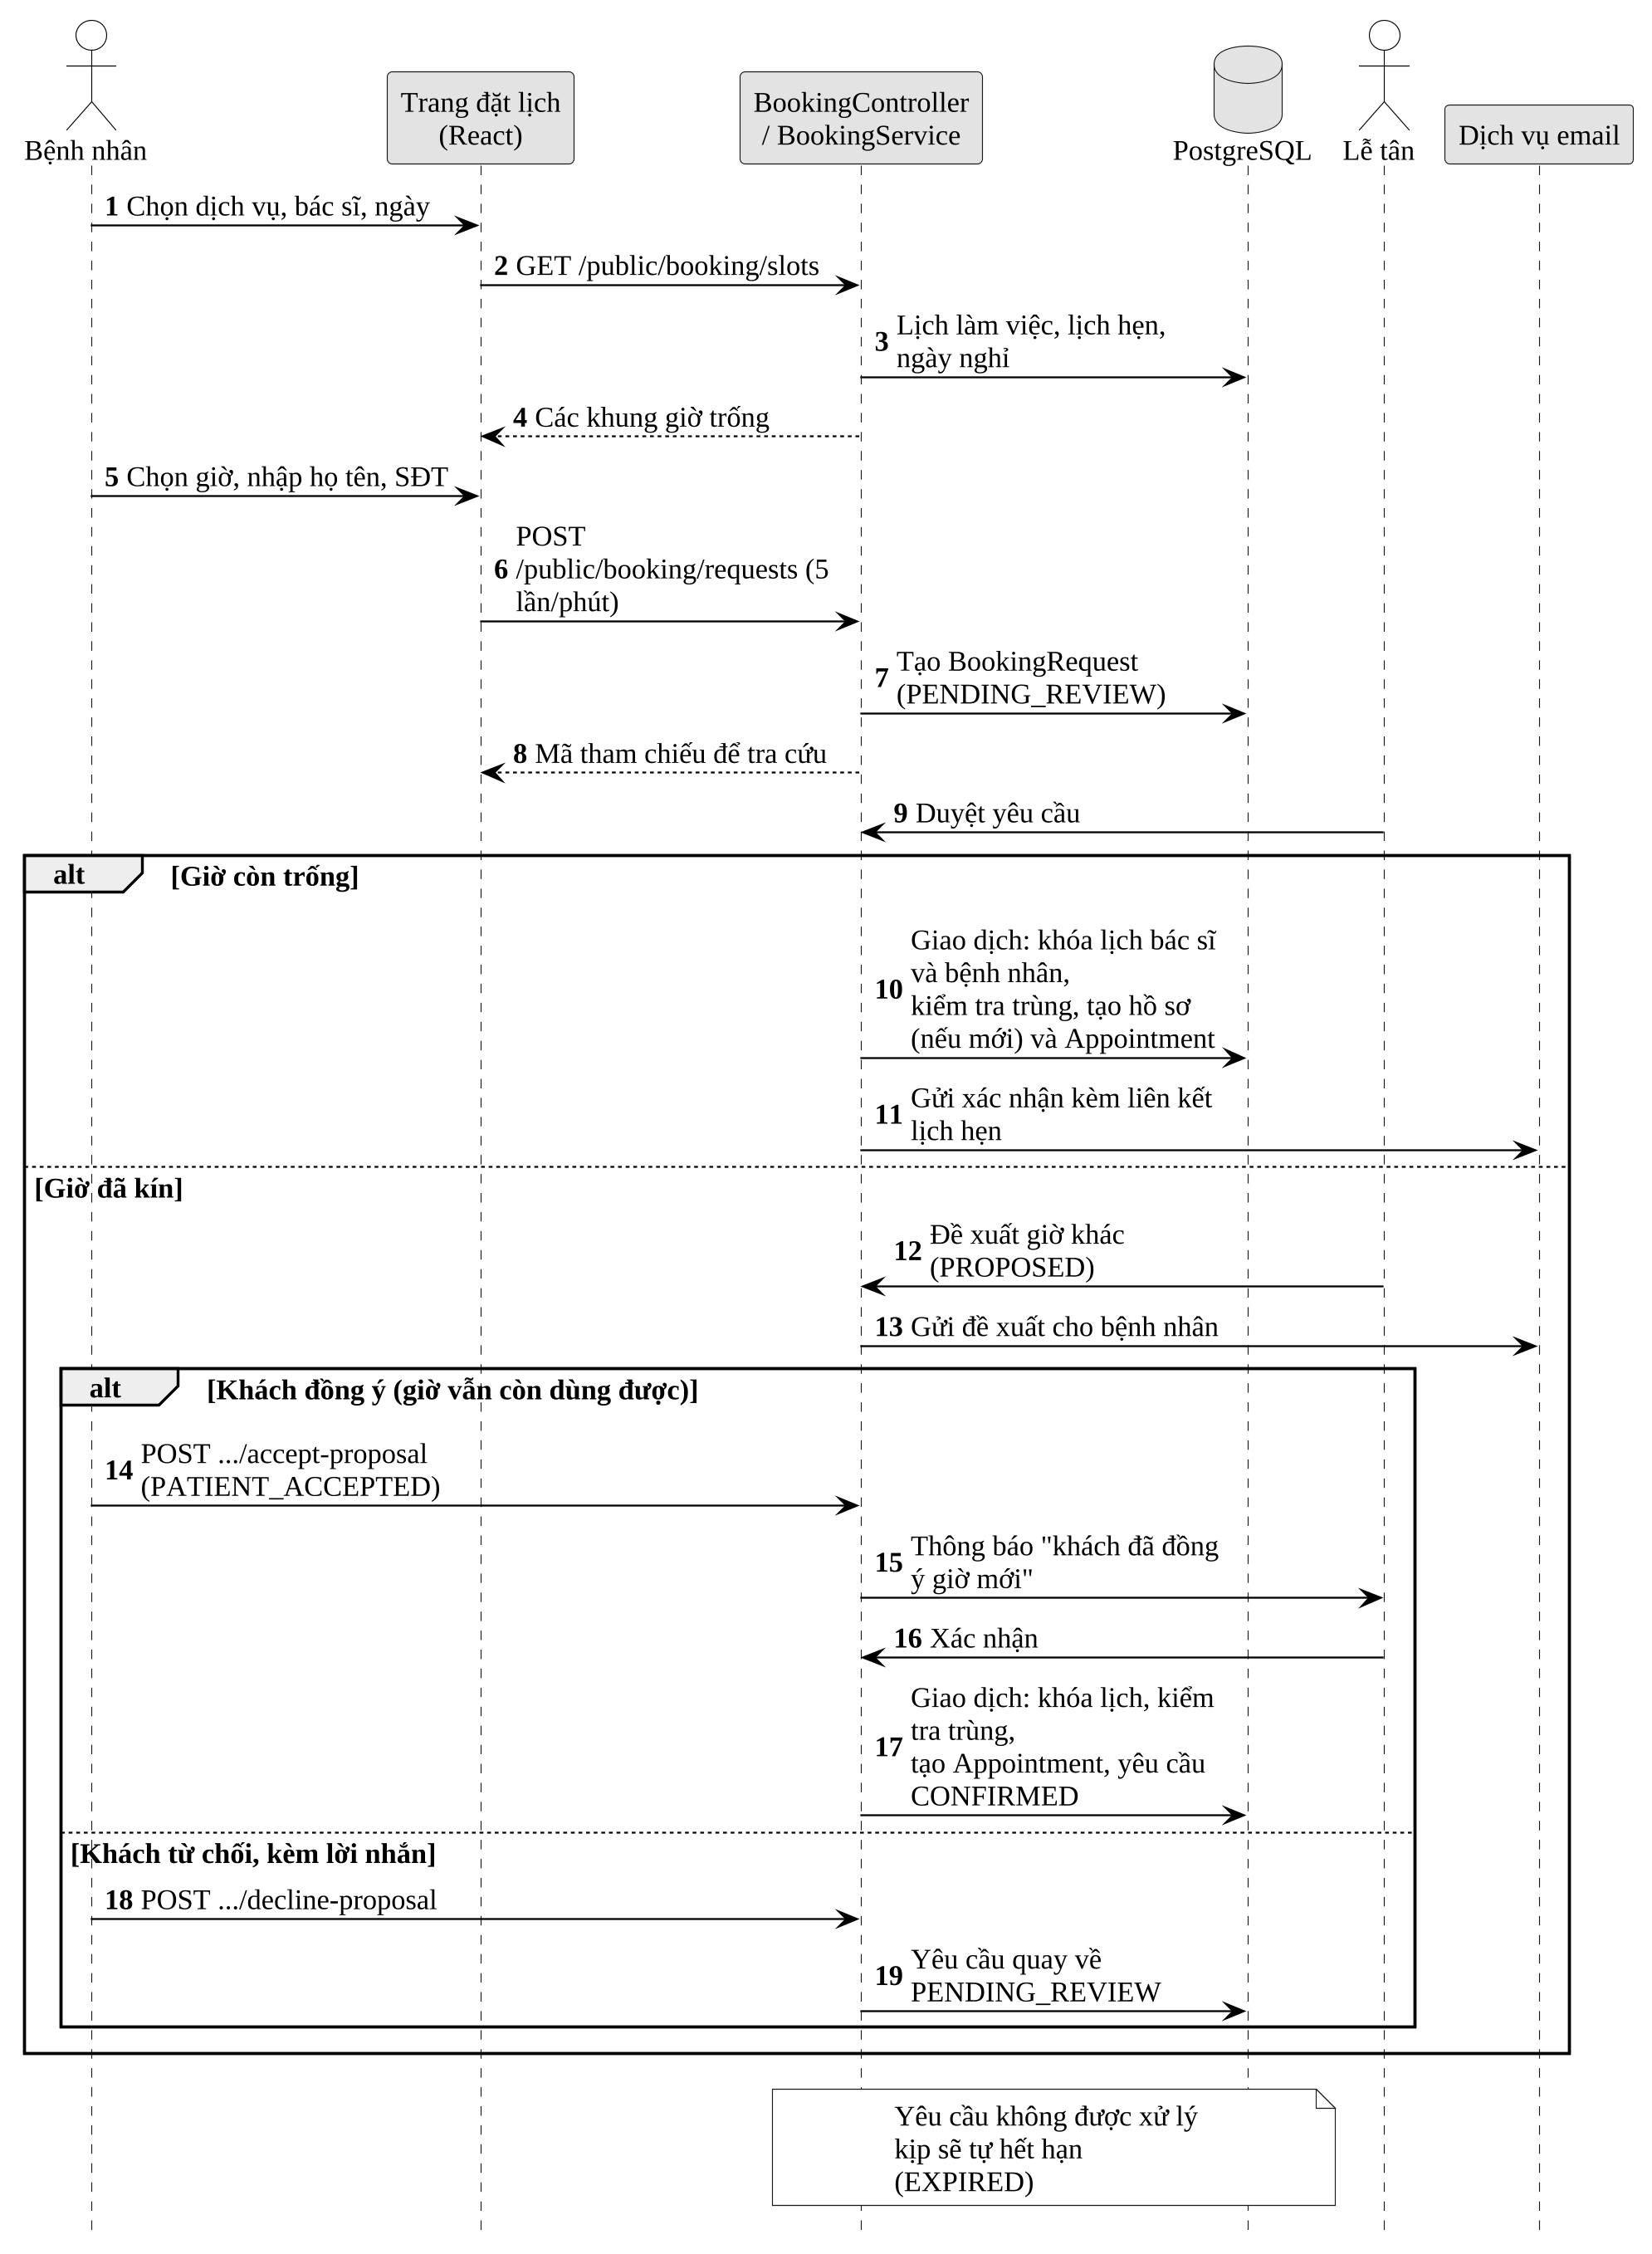 Bệnh nhân
Trang đặt lịch
(React)
BookingController
/ BookingService
PostgreSQL
Lễ tân
Dịch vụ email
1 Chọn dịch vụ, bác sĩ, ngày
2 GET /public/booking/slots
3 Lịch làm việc, lịch hẹn,
ngày nghỉ
4 Các khung giờ trống
5 Chọn giờ, nhập họ tên, SĐT
POST
6 /public/booking/requests (5
lần/phút)
7 Tạo BookingRequest
(PENDING_REVIEW)
8 Mã tham chiếu để tra cứu
9 Duyệt yêu cầu
alt [Giờ còn trống]
Giao dịch: khóa lịch bác sĩ
và bệnh nhân,
10
kiểm tra trùng, tạo hồ sơ
(nếu mới) và Appointment
11 Gửi xác nhận kèm liên kết
lịch hẹn
[Giờ đã kín]
12 Đề xuất giờ khác
(PROPOSED)
13 Gửi đề xuất cho bệnh nhân
alt [Khách đồng ý (giờ vẫn còn dùng được)]
14 POST .../accept-proposal
(PATIENT_ACCEPTED)
15 Thông báo "khách đã đồng
ý giờ mới"
16 Xác nhận
Giao dịch: khóa lịch, kiểm
tra trùng,
17
tạo Appointment, yêu cầu
CONFIRMED
[Khách từ chối, kèm lời nhắn]
18 POST .../decline-proposal
19 Yêu cầu quay về
PENDING_REVIEW
Yêu cầu không được xử lý
kịp sẽ tự hết hạn
(EXPIRED)